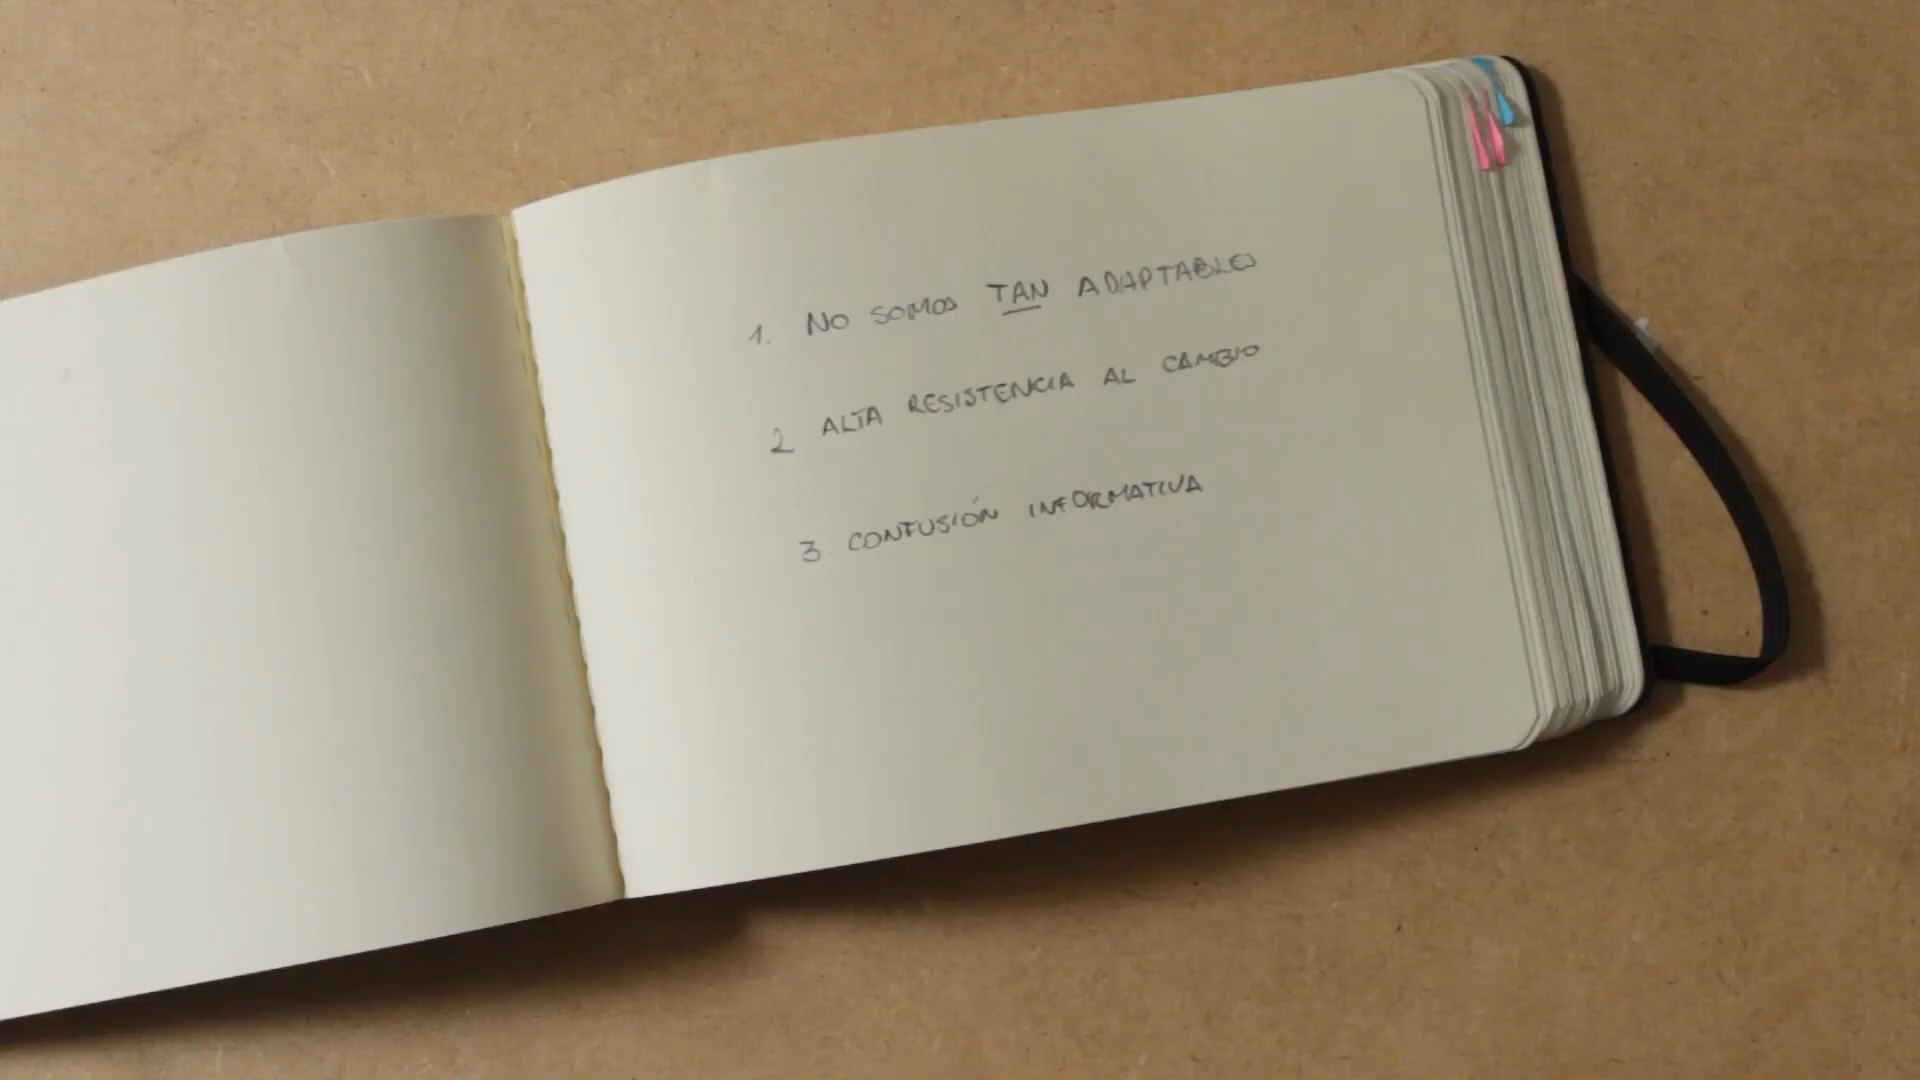 1. NO SOMOS TAN ADAPTABLES
2 ALTA RESISTENCIA AL CAMBIO
3. CONFUSIÓN INFORMATIVA